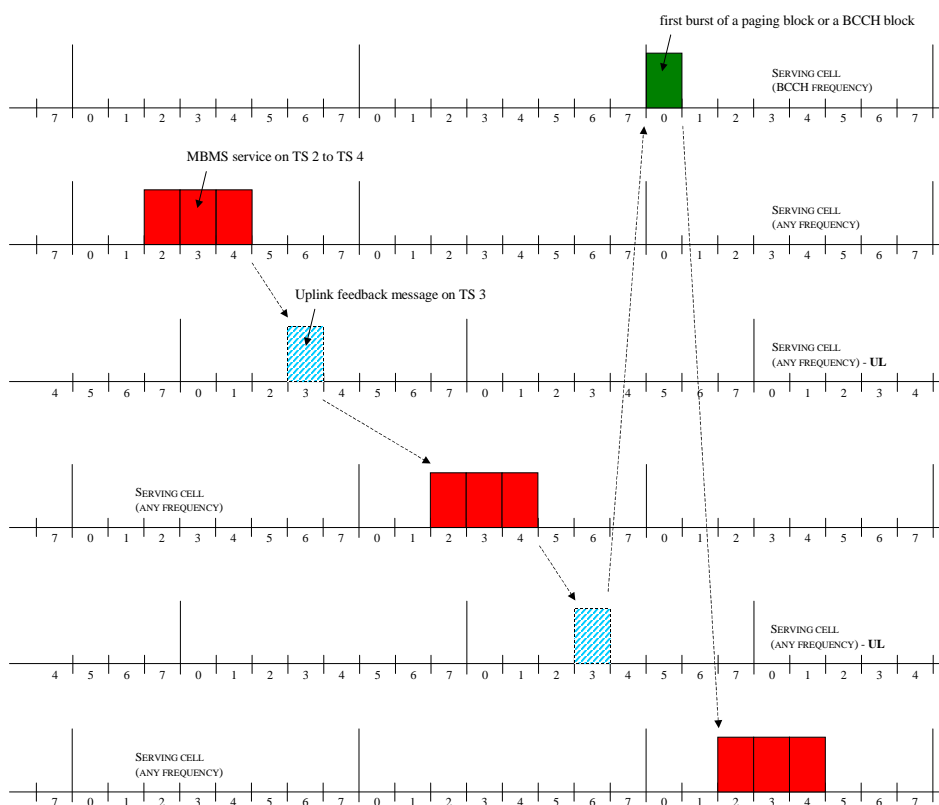 first burst of a paging block or a BCCH block
SERVING CELL
(BCCH FREQUENCY)
7 0 1 2 3 4 5 6 7 0 1 2 3 4 5 6 7 0 1 2 3 4 5 6 7
MBMS service on TS 2 to TS 4
SERVING CELL
(ANY FREQUENCY)
7 0 1 2 3 4 5 6 7 0 1 2 3 4 5 6 7 0 1 2 3 4 5 6 7
Uplink feedback message on TS 3
SERVING CELL
(ANY FREQUENCY) - UL
4 5 6 7 0 1 2 3 4 5 6 7 0 1 2 3 4 5 6 7 0 1 2 3 4
SERVING CELL
(ANY FREQUENCY)
7 0 1 2 3 4 5 6 7 0 1 2 3 4 5 6 7 0 1 2 3 4 5 6 7
SERVING CELL
(ANY FREQUENCY) - UL
4 5 6 7 0 1 2 3 4 5 6 7 0 1 2 3 4 5 6 7 0 1 2 3 4
SERVING CELL
(ANY FREQUENCY)
7 0 1 2 3 4 5 6 7 0 1 2 3 4 5 6 7 0 1 2 3 4 5 6 7